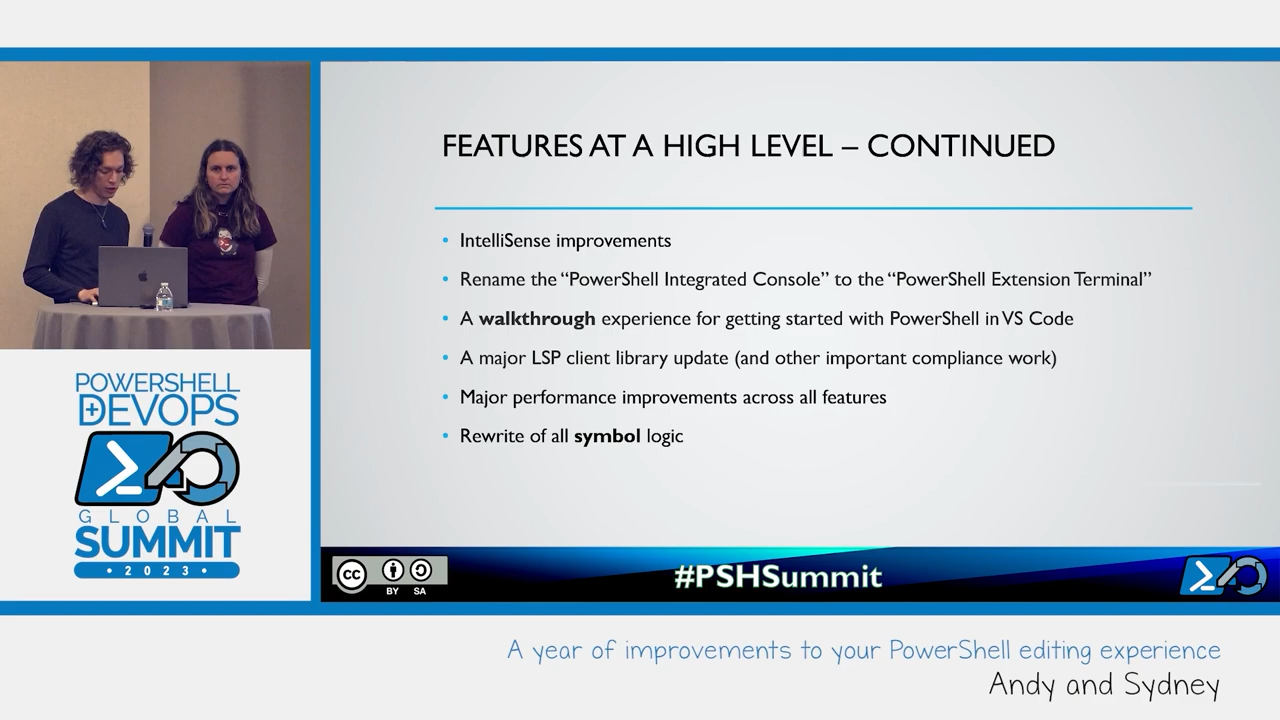 FEATURES AT A HIGH LEVEL – CONTINUED
• IntelliSense improvements
• Rename the “PowerShell Integrated Console” to the “PowerShell Extension Terminal”
• A walkthrough experience for getting started with PowerShell in VS Code
• A major LSP client library update (and other important compliance work)
• Major performance improvements across all features
• Rewrite of all symbol logic
POWERSHELL
+DEVOPS
GLOBAL
SUMMIT
• 2023 •
cc
BY SA
#PSHSummit
A year of improvements to your PowerShell editing experience
Andy and Sydney